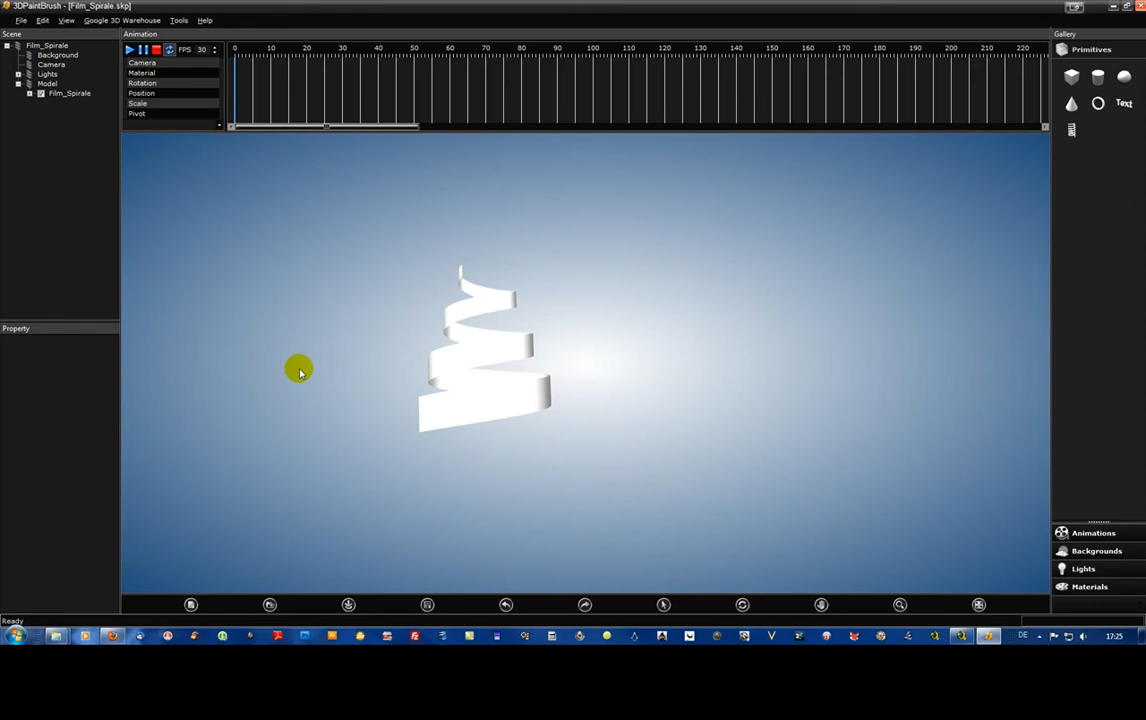 3DPaintBrush - [Film_Spirale.skp]
File Edit View Google 3D Warehouse Tools Help
Scene
Film_Spirale
Background
Camera
Lights
Model
Film_Spirale
Property
Animation
FPS 30
0 10 20 30 40 50 60 70 80 90 100 110 120 130 140 150 160 170 180 190 200 210 220
Camera
Material
Rotation
Position
Scale
Pivot
Gallery
Primitives
Text
Animations
Backgrounds
Lights
Materials
Ready
DE 17:25